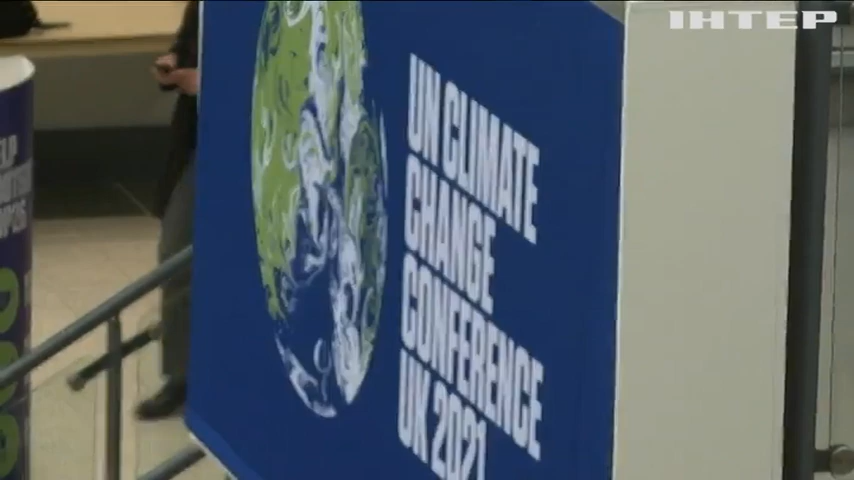 ІНТЕР
UN CLIMATE
CHANGE
CONFERENCE
UK 2021